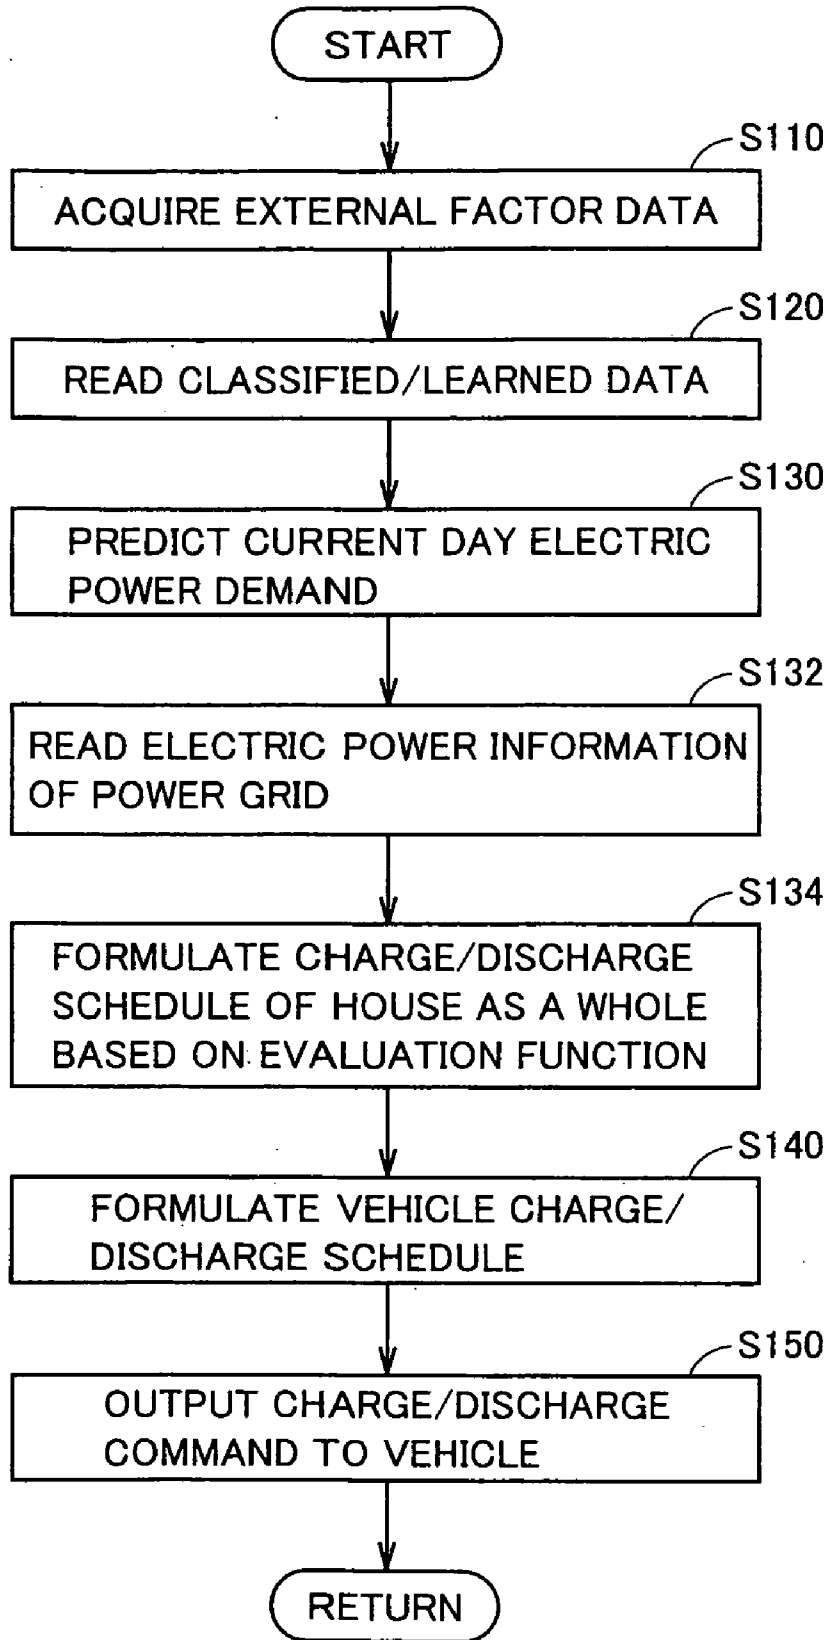 START
S110
ACQUIRE EXTERNAL FACTOR DATA
S120
READ CLASSIFIED/LEARNED DATA
S130
PREDICT CURRENT DAY ELECTRIC
POWER DEMAND
S132
READ ELECTRIC POWER INFORMATION
OF POWER GRID
S134
FORMULATE CHARGE/DISCHARGE
SCHEDULE OF HOUSE AS A WHOLE
BASED ON EVALUATION FUNCTION
S140
FORMULATE VEHICLE CHARGE/
DISCHARGE SCHEDULE
S150
OUTPUT CHARGE/DISCHARGE
COMMAND TO VEHICLE
RETURN